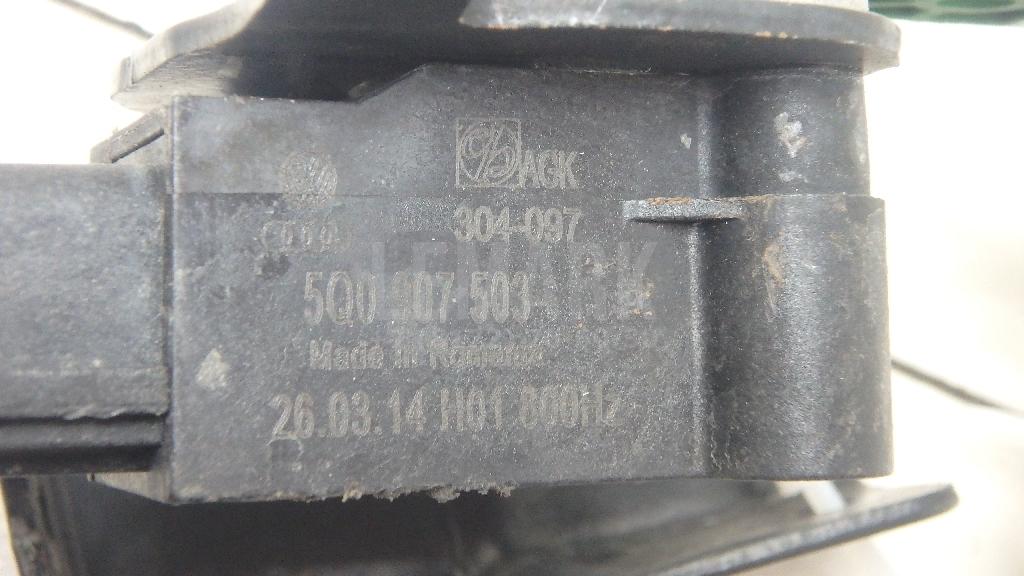 AGK
304-097
5Q0 907 503
Made in Romania
26.03.14 H01 800Hz